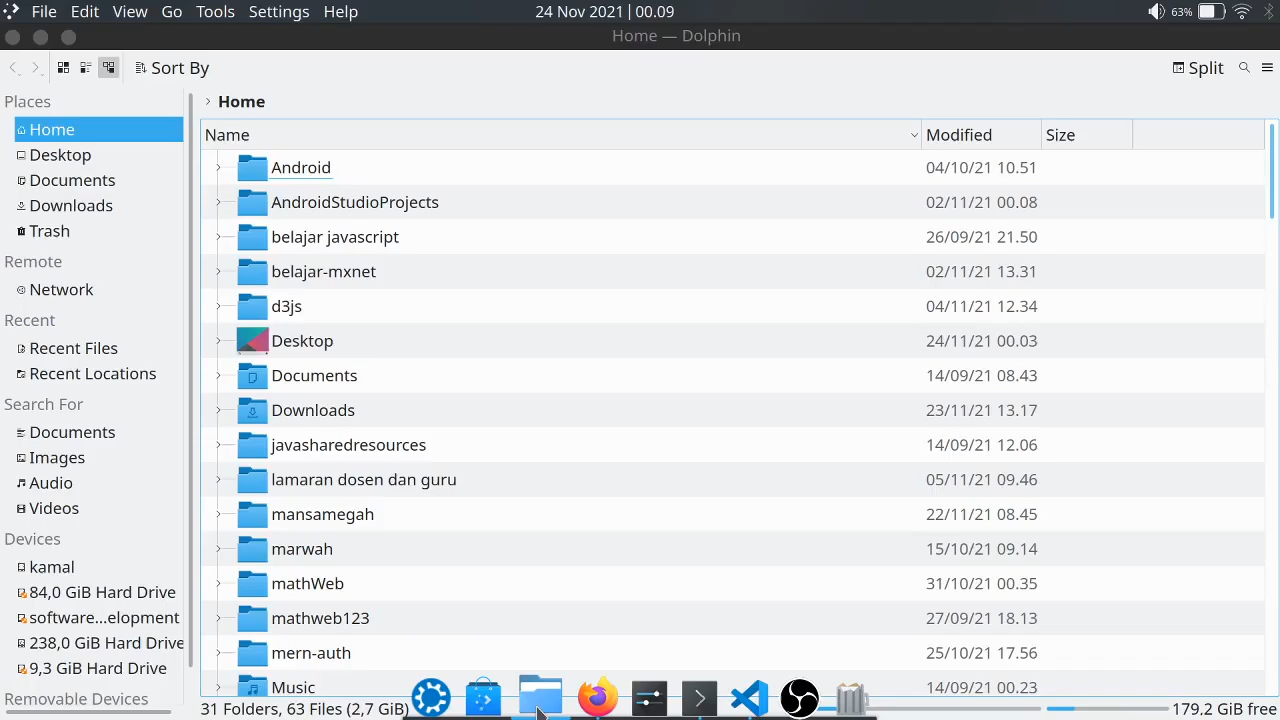 File Edit View Go Tools Settings Help 24 Nov 2021 | 00.09 63%
Home — Dolphin
Sort By Split
Places
Home
Desktop
Documents
Downloads
Trash
Remote
Network
Recent
Recent Files
Recent Locations
Search For
Documents
Images
Audio
Videos
Devices
kamal
84,0 GiB Hard Drive
software...elopment
238,0 GiB Hard Drive
9,3 GiB Hard Drive
Removable Devices
Home
Name Modified Size
Android 04/10/21 10.51
AndroidStudioProjects 02/11/21 00.08
belajar javascript 26/09/21 21.50
belajar-mxnet 02/11/21 13.31
d3js 04/11/21 12.34
Desktop 24/11/21 00.03
Documents 14/09/21 08.43
Downloads 23/11/21 13.17
javasharedresources 14/09/21 12.06
lamaran dosen dan guru 05/11/21 09.46
mansamegah 22/11/21 08.45
marwah 15/10/21 09.14
mathWeb 31/10/21 00.35
mathweb123 27/09/21 18.13
mern-auth 25/10/21 17.56
Music 14/09/21 00.23
31 Folders, 63 Files (2,7 GiB) 179.2 GiB free